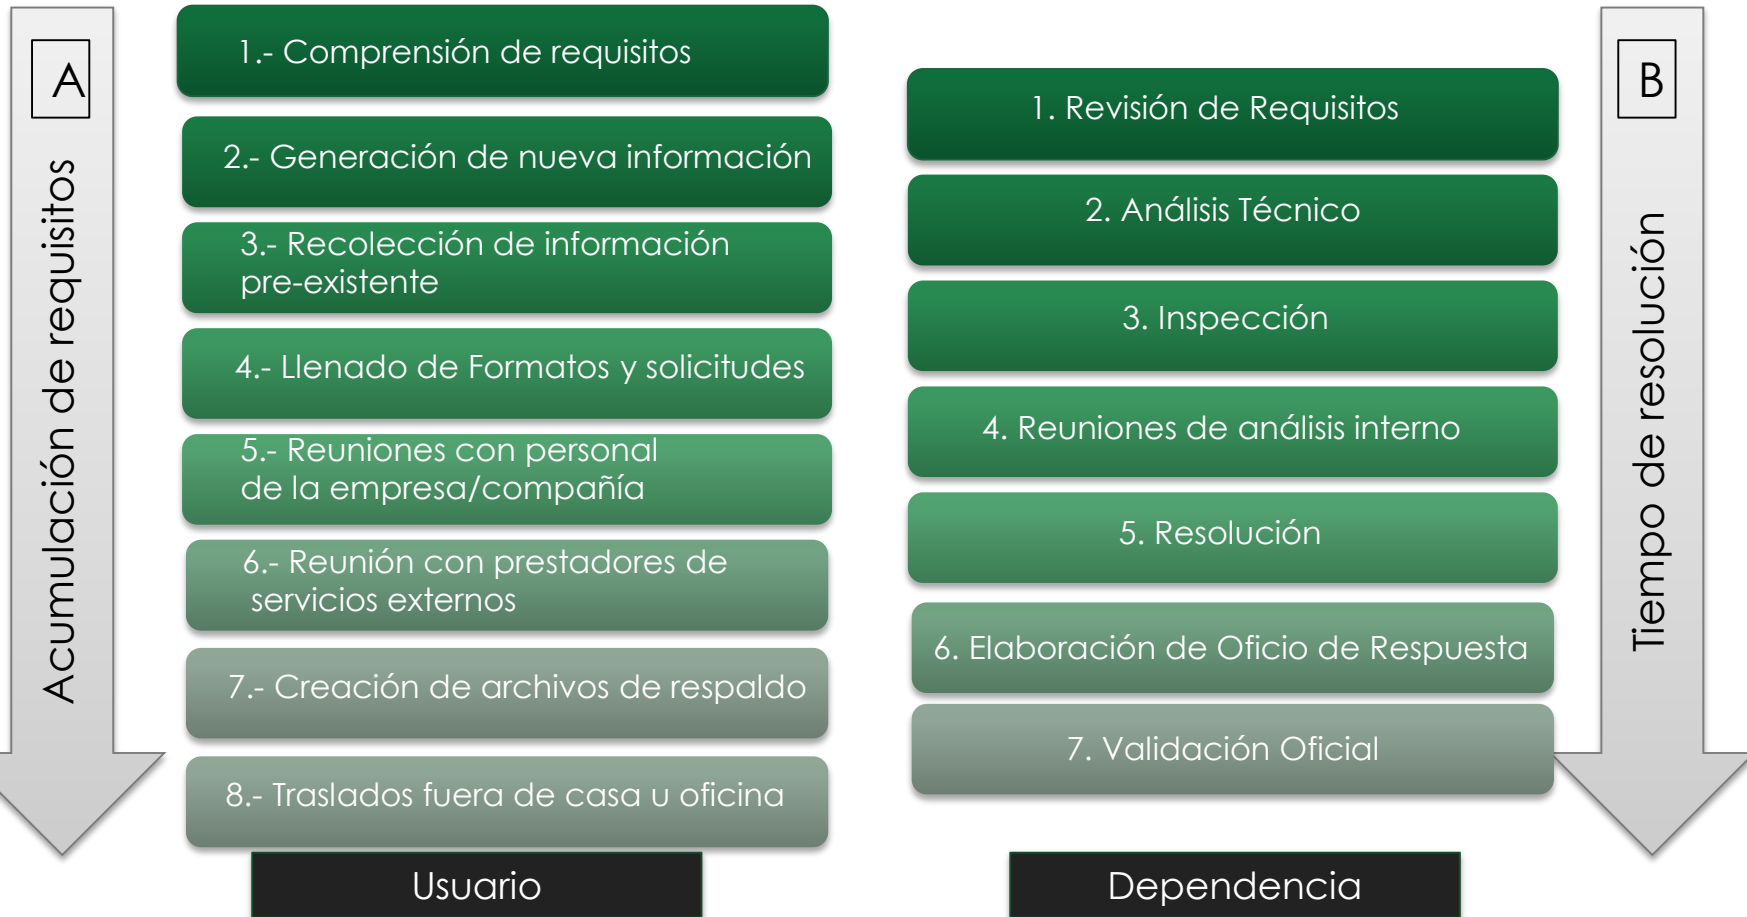 A
Acumulación de requisitos
1.- Comprensión de requisitos
2.- Generación de nueva información
3.- Recolección de información
pre-existente
4.- Llenado de Formatos y solicitudes
5.- Reuniones con personal
de la empresa/compañía
6.- Reunión con prestadores de
servicios externos
7.- Creación de archivos de respaldo
8.- Traslados fuera de casa u oficina
Usuario
1. Revisión de Requisitos
2. Análisis Técnico
3. Inspección
4. Reuniones de análisis interno
5. Resolución
6. Elaboración de Oficio de Respuesta
7. Validación Oficial
Dependencia
B
Tiempo de resolución